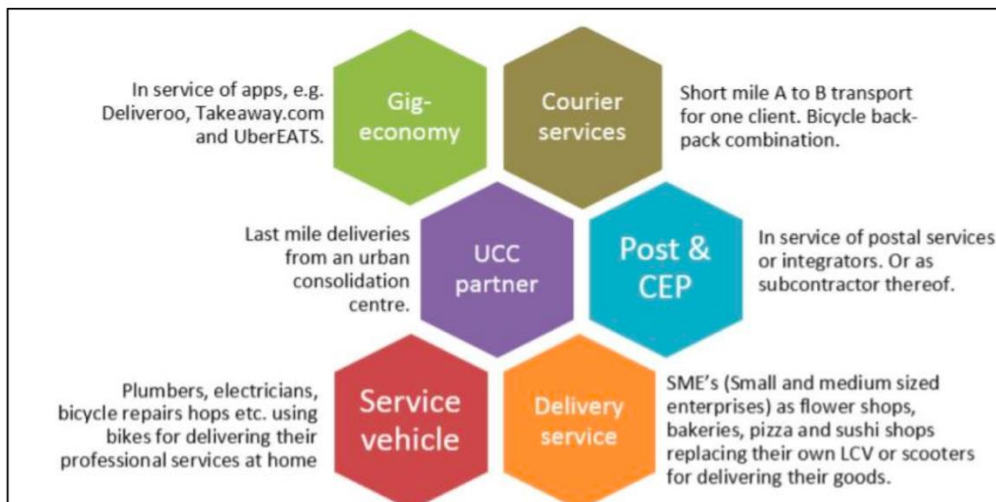 In service of apps, e.g.
Deliveroo, Takeaway.com
and UberEATS.
Gig-
economy
Courier
services
Short mile A to B transport
for one client. Bicycle back-
pack combination.
Last mile deliveries
from an urban
consolidation
centre.
UCC
partner
Post &
CEP
In service of postal services
or integrators. Or as
subcontractor thereof.
Plumbers, electricians,
bicycle repairs hops etc. using
bikes for delivering their
professional services at home
Service
vehicle
Delivery
service
SME's (Small and medium sized
enterprises) as flower shops,
bakeries, pizza and sushi shops
replacing their own LCV or scooters
for delivering their goods.